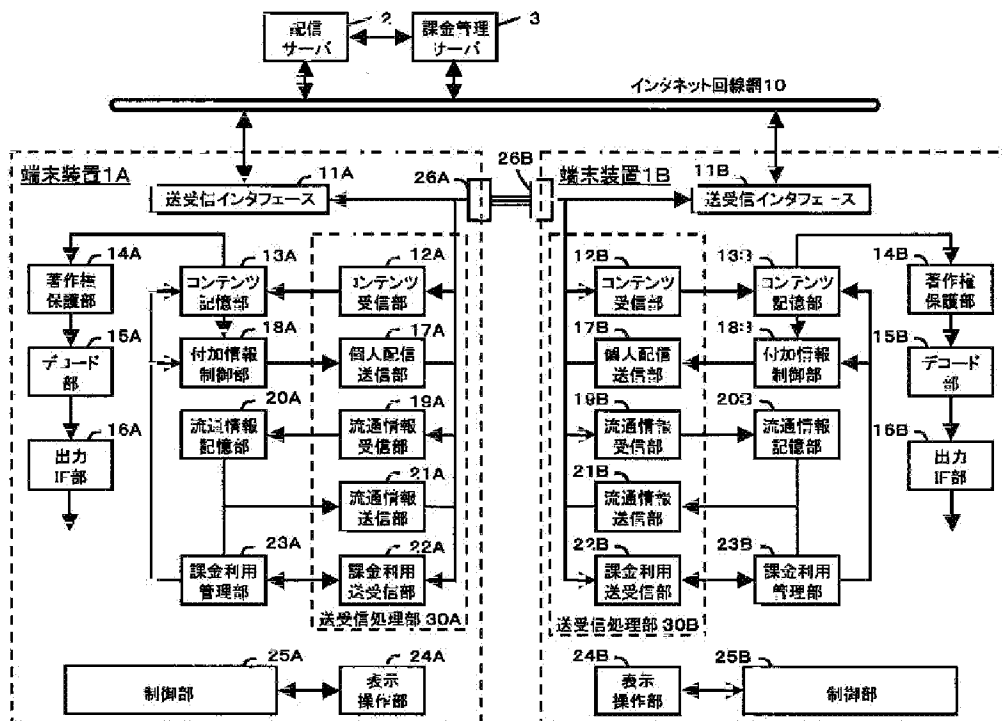 2
3
配信
サーバ
課金管理
サーバ
インタネット回線網10
端末装置1A
11A
送受信インタフェース
26A
26B
端末装置1B
11B
送受信インタフェース
14A
著作権
保護部
13A
コンテンツ
記憶部
12A
コンテンツ
受信部
12B
コンテンツ
受信部
13B
コンテンツ
記憶部
14B
著作権
保護部
15A
デコード
部
18A
付加情報
制御部
17A
個人配信
送信部
17B
個人配信
送信部
18B
付加情報
制御部
15B
デコード
部
16A
出力
IF部
20A
流通情報
記憶部
19A
流通情報
受信部
19B
流通情報
受信部
20B
流通情報
記憶部
16B
出力
IF部
21A
流通情報
送信部
21B
流通情報
送信部
23A
課金利用
管理部
22A
課金利用
送受信部
22B
課金利用
送受信部
23B
課金利用
管理部
送受信処理部30A
送受信処理部30B
25A
制御部
24A
表示
操作部
24B
表示
操作部
25B
制御部